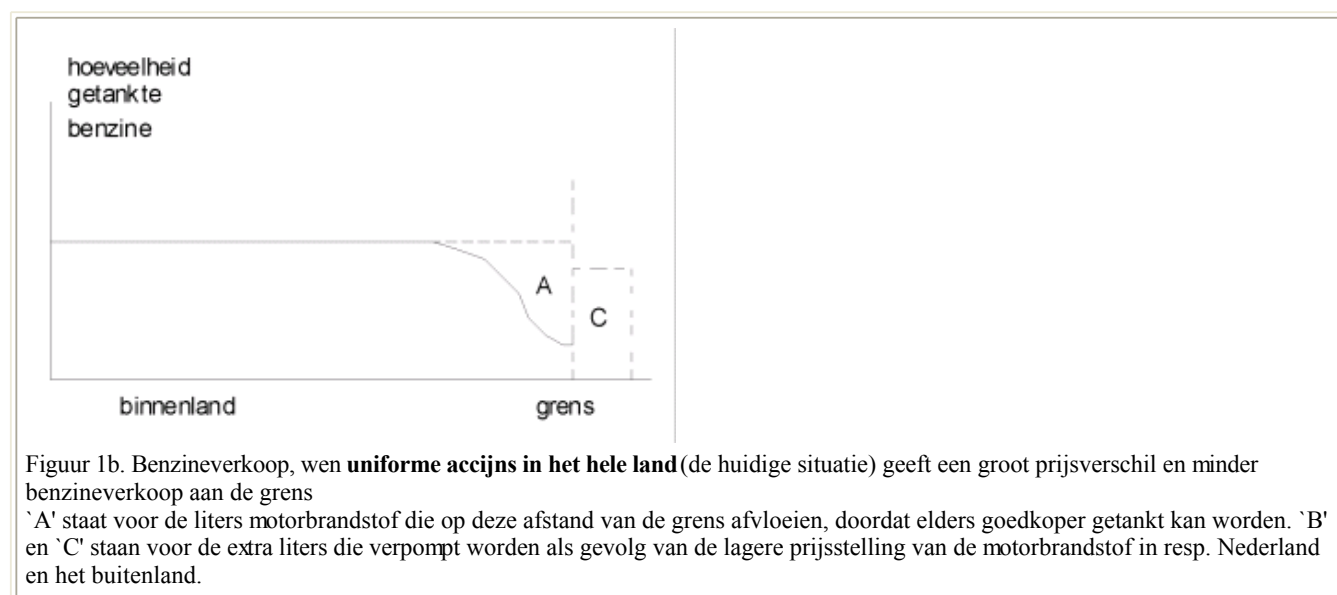 hoeveelheid
getankte
benzine
A
C
binnenland
grens
Figuur 1b. Benzineverkoop, wen uniforme accijns in het hele land (de huidige situatie) geeft een groot prijsverschil en minder
benzineverkoop aan de grens
`A' staat voor de liters motorbrandstof die op deze afstand van de grens afvloeien, doordat elders goedkoper getankt kan worden. `B'
en `C' staan voor de extra liters die verpompt worden als gevolg van de lagere prijsstelling van de motorbrandstof in resp. Nederland
en het buitenland.